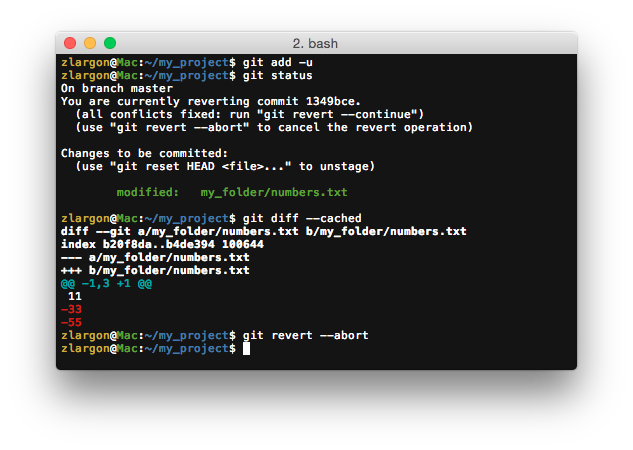 2. bash
zlargon@Mac:~/my_project$ git add -u
zlargon@Mac:~/my_project$ git status
On branch master
You are currently reverting commit 1349bce.
  (all conflicts fixed: run "git revert --continue")
  (use "git revert --abort" to cancel the revert operation)

Changes to be committed:
  (use "git reset HEAD <file>..." to unstage)

        modified:   my_folder/numbers.txt

zlargon@Mac:~/my_project$ git diff --cached
diff --git a/my_folder/numbers.txt b/my_folder/numbers.txt
index b20f8da..b4de394 100644
--- a/my_folder/numbers.txt
+++ b/my_folder/numbers.txt
@@ -1,3 +1 @@
 11
-33
-55
zlargon@Mac:~/my_project$ git revert --abort
zlargon@Mac:~/my_project$